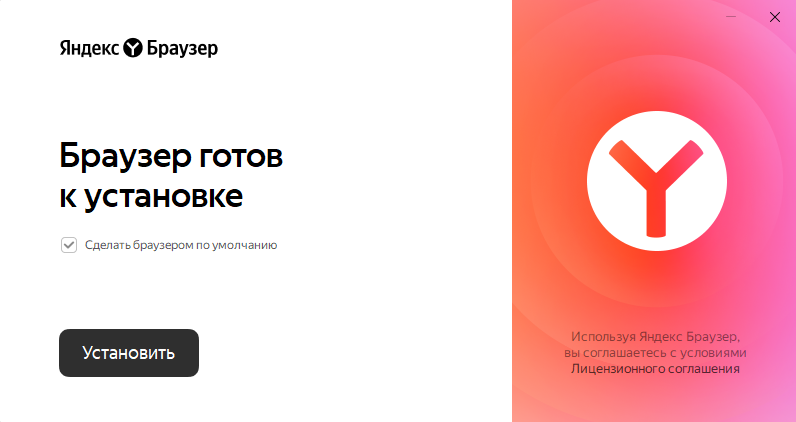 Яндекс Браузер
Браузер готов
к установке
Сделать браузером по умолчанию
Установить
Используя Яндекс Браузер,
вы соглашаетесь с условиями
Лицензионного соглашения